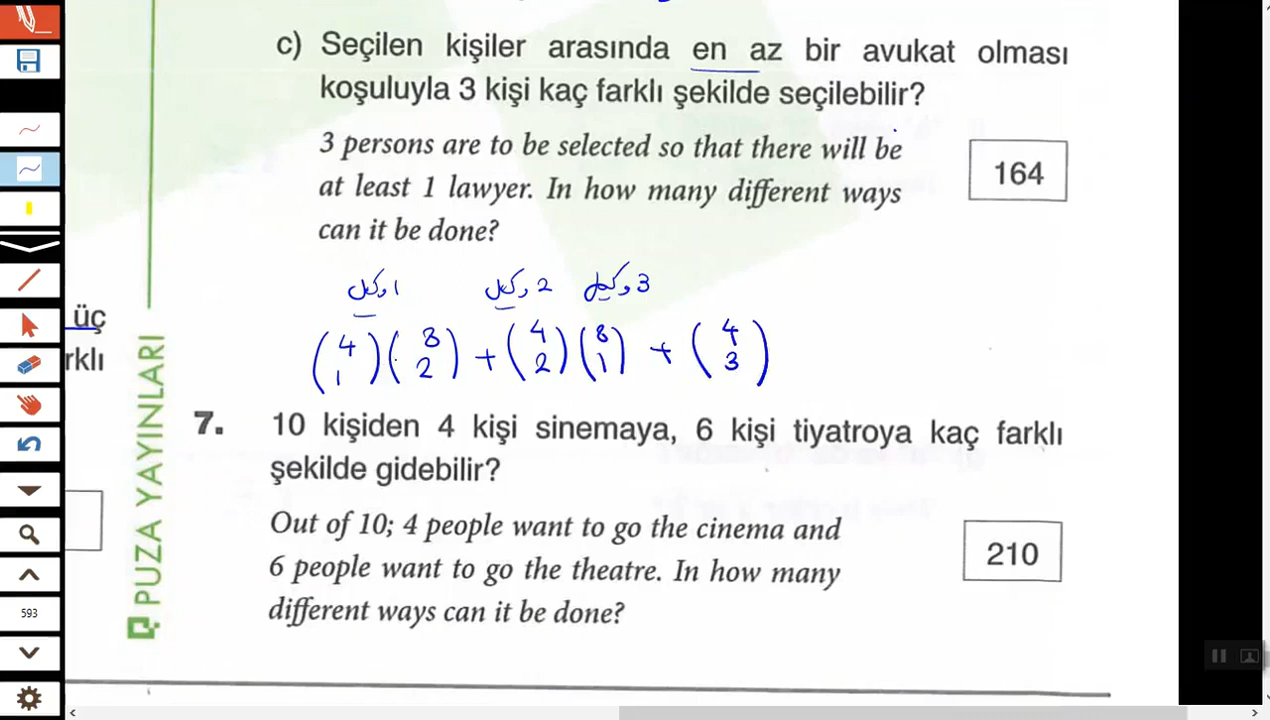 c) Seçilen kişiler arasında en az bir avukat olması
koşuluyla 3 kişi kaç farklı şekilde seçilebilir?
3 persons are to be selected so that there will be
at least 1 lawyer. In how many different ways
can it be done?
164
1 وكيل 2 وكيل 3 وكيل
(4 1)(8 2) + (4 2)(8 1) + (4 3)
üç
rklı
7. 10 kişiden 4 kişi sinemaya, 6 kişi tiyatroya kaç farklı
şekilde gidebilir?
Out of 10; 4 people want to go the cinema and
6 people want to go the theatre. In how many
different ways can it be done?
210
PUZA YAYINLARI
593